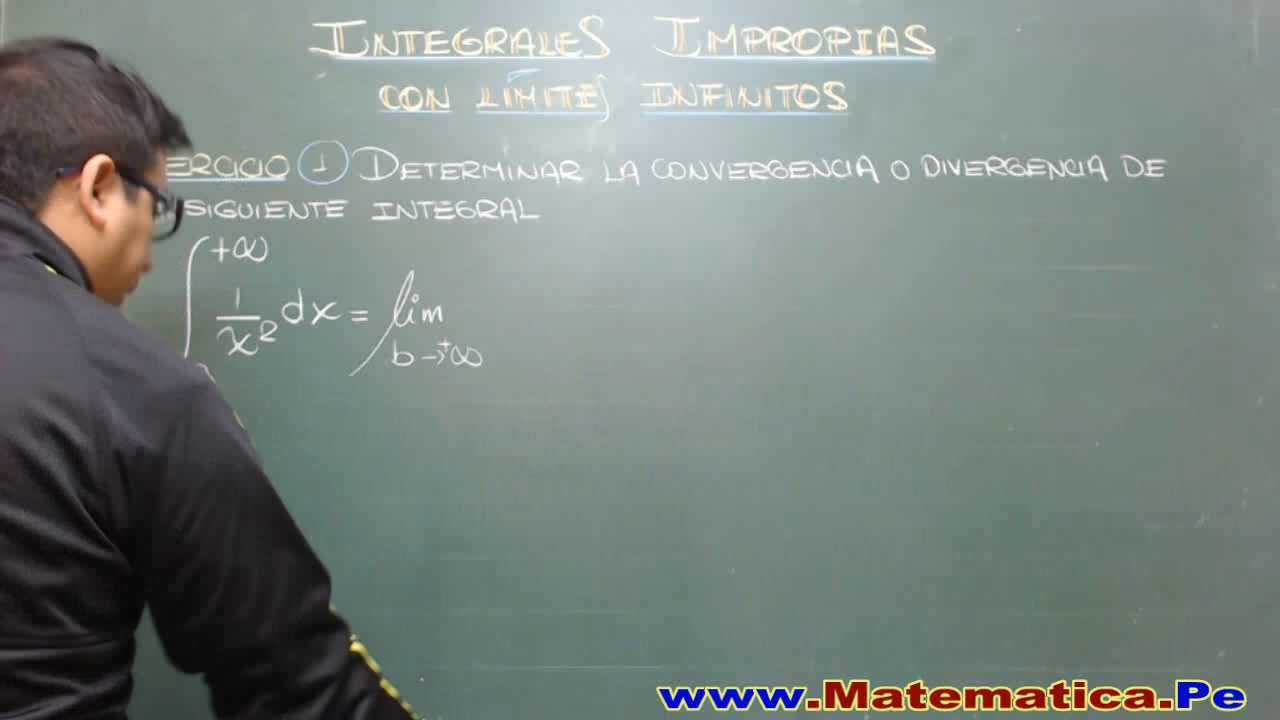 INTEGRALES IMPROPIAS
CON LÍMITES INFINITOS
ERCICIO 1 DETERMINAR LA CONVERGENCIA O DIVERGENCIA DE
SIGUIENTE INTEGRAL
∫ +∞ 1/x² dx = lim b→+∞
www.Matematica.Pe